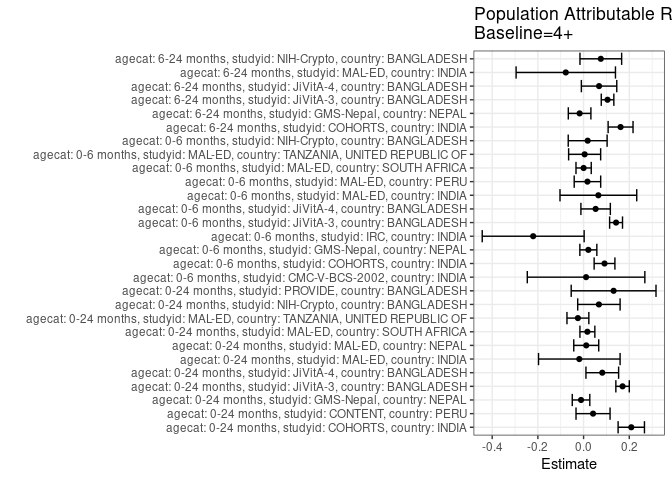 Population Attributable R
Baseline=4+
agecat: 6-24 months, studyid: NIH-Crypto, country: BANGLADESH
agecat: 6-24 months, studyid: MAL-ED, country: INDIA
agecat: 6-24 months, studyid: JiVitA-4, country: BANGLADESH
agecat: 6-24 months, studyid: JiVitA-3, country: BANGLADESH
agecat: 6-24 months, studyid: GMS-Nepal, country: NEPAL
agecat: 6-24 months, studyid: COHORTS, country: INDIA
agecat: 0-6 months, studyid: NIH-Crypto, country: BANGLADESH
agecat: 0-6 months, studyid: MAL-ED, country: TANZANIA, UNITED REPUBLIC OF
agecat: 0-6 months, studyid: MAL-ED, country: SOUTH AFRICA
agecat: 0-6 months, studyid: MAL-ED, country: PERU
agecat: 0-6 months, studyid: MAL-ED, country: INDIA
agecat: 0-6 months, studyid: JiVitA-4, country: BANGLADESH
agecat: 0-6 months, studyid: JiVitA-3, country: BANGLADESH
agecat: 0-6 months, studyid: IRC, country: INDIA
agecat: 0-6 months, studyid: GMS-Nepal, country: NEPAL
agecat: 0-6 months, studyid: COHORTS, country: INDIA
agecat: 0-6 months, studyid: CMC-V-BCS-2002, country: INDIA
agecat: 0-24 months, studyid: PROVIDE, country: BANGLADESH
agecat: 0-24 months, studyid: NIH-Crypto, country: BANGLADESH
agecat: 0-24 months, studyid: MAL-ED, country: TANZANIA, UNITED REPUBLIC OF
agecat: 0-24 months, studyid: MAL-ED, country: SOUTH AFRICA
agecat: 0-24 months, studyid: MAL-ED, country: NEPAL
agecat: 0-24 months, studyid: MAL-ED, country: INDIA
agecat: 0-24 months, studyid: JiVitA-4, country: BANGLADESH
agecat: 0-24 months, studyid: JiVitA-3, country: BANGLADESH
agecat: 0-24 months, studyid: GMS-Nepal, country: NEPAL
agecat: 0-24 months, studyid: CONTENT, country: PERU
agecat: 0-24 months, studyid: COHORTS, country: INDIA
-0.4 -0.2 0.0 0.2
Estimate